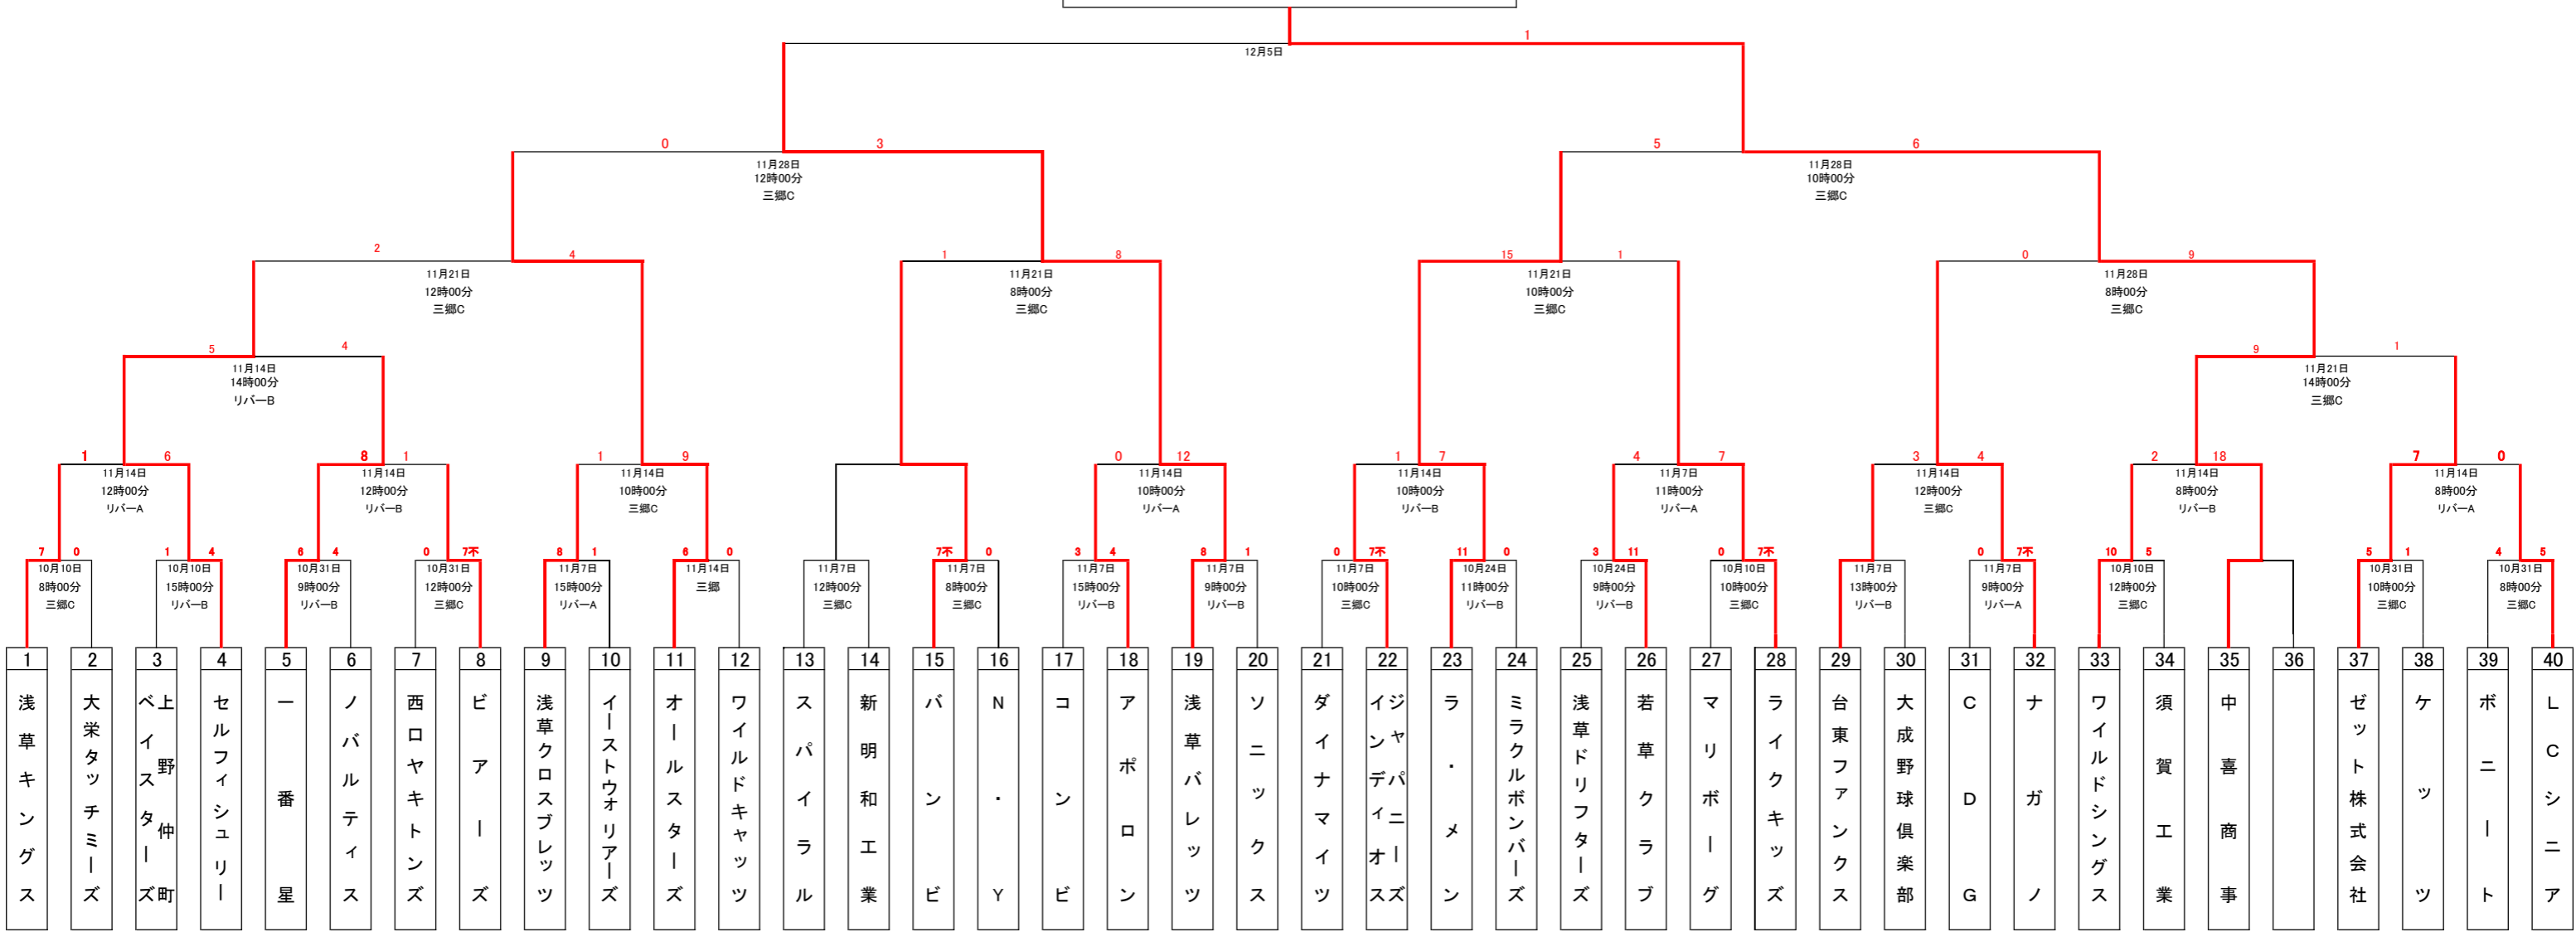 1
12月5日
0 3 5 6
11月28日 11月28日
12時00分 10時00分
三郷C 三郷C
2 4 1 8 15 1 0 9
11月21日 11月21日 11月21日 11月28日
12時00分 8時00分 10時00分 8時00分
三郷C 三郷C 三郷C 三郷C
5 4 9 1
11月14日 11月21日
14時00分 14時00分
リバーB 三郷C
1 6 8 1 1 9 0 12 1 7 4 7 3 4 2 18 7 0
11月14日 11月14日 11月14日 11月14日 11月14日 11月7日 11月14日 11月14日 11月14日
12時00分 12時00分 10時00分 10時00分 10時00分 11時00分 12時00分 8時00分 8時00分
リバーA リバーB 三郷C リバーA リバーB リバーA 三郷C リバーB リバーA
7 0 1 4 6 4 0 7不 8 1 6 0 7不 0 3 4 8 1 0 7不 11 0 3 11 0 7不 0 7不 10 5 5 1 4 5
10月10日 10月10日 10月31日 10月31日 11月7日 11月14日 11月7日 11月7日 11月7日 11月7日 11月7日 10月24日 10月24日 10月10日 11月7日 11月7日 10月10日 10月31日 10月31日
8時00分 15時00分 9時00分 12時00分 15時00分 三郷 12時00分 8時00分 15時00分 9時00分 10時00分 11時00分 9時00分 10時00分 13時00分 9時00分 12時00分 10時00分 8時00分
三郷C リバーB リバーB 三郷C リバーA 三郷C 三郷C リバーB リバーB 三郷C リバーB リバーB 三郷C リバーB リバーA 三郷C 三郷C 三郷C
1 2 3 4 5 6 7 8 9 10 11 12 13 14 15 16 17 18 19 20 21 22 23 24 25 26 27 28 29 30 31 32 33 34 35 36 37 38 39 40
浅草キングス
大栄タッチミーズ
上野仲町
ベイスターズ
セルフィシュリー
一番星
ノバルティス
西ロヤキトンズ
ビアーズ
浅草クロスブレッツ
イーストウォリアーズ
オールスターズ
ワイルドキャッツ
スパイラル
新明和工業
バンビ
N・Y
コンビ
アポロン
浅草バレッツ
ソニックス
ダイナマイツ
ジャパニーズ
インディオス
ラ・メン
ミラクルボンバーズ
浅草ドリフターズ
若草クラブ
マリボーグ
ライクキッズ
台東ファンクス
大成野球倶楽部
CDG
ナガノ
ワイルドシングス
須賀工業
中喜商事
ゼット株式会社
ケッツ
ボニート
LCシニア